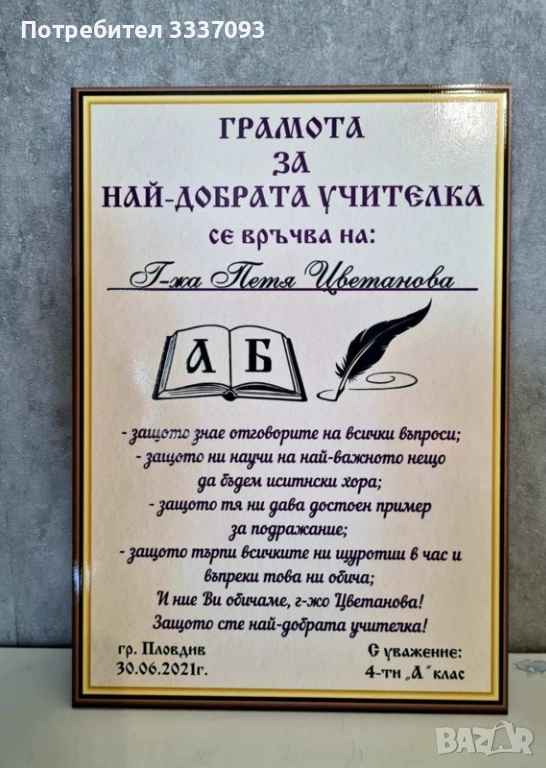 Потребител 3337093
ГРАМОТА
ЗА
НАЙ-ДОБРАТА УЧИТЕЛКА
СЕ ВРЪЧВА НА:
Г-жа Петя Цветанова
А Б
- защото знае отговорите на всички въпроси;
- защото ни научи на най-важното нещо
да бъдем иситнски хора;
- защото тя ни дава достоен пример
за подражание;
- защото търпи всичките ни щуротии в час и
въпреки това ни обича;
И ние Ви обичаме, г-жо Цветанова!
Защото сте най-добрата учителка!
гр. Пловдив
30.06.2021г.
С уважение:
4-ти „А“ клас
BAZAR